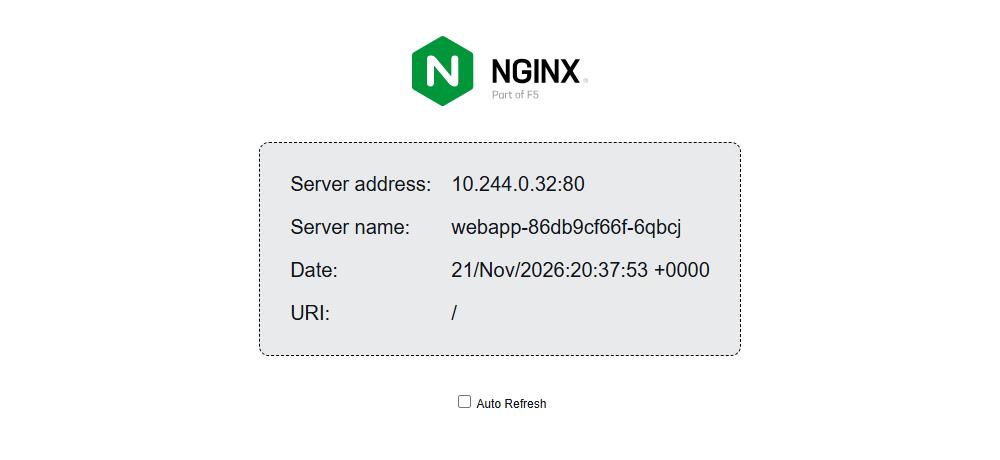 N NGINX
Part of F5
Server address: 10.244.0.32:80
Server name: webapp-86db9cf66f-6qbcj
Date: 21/Nov/2026:20:37:53 +0000
URI: /
Auto Refresh